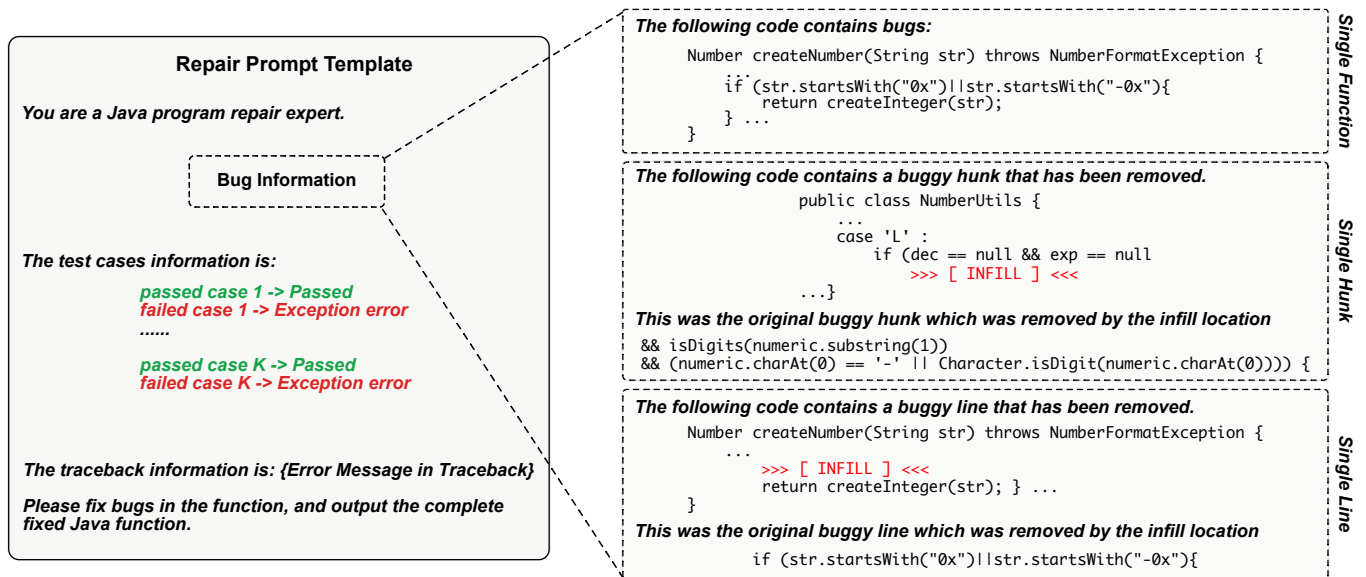 Repair Prompt Template
You are a Java program repair expert.
Bug Information
The test cases information is:
passed case 1 -> Passed
failed case 1 -> Exception error
......
passed case K -> Passed
failed case K -> Exception error
The traceback information is: {Error Message in Traceback}
Please fix bugs in the function, and output the complete
fixed Java function.
The following code contains bugs:
Number createNumber(String str) throws NumberFormatException {
...
if (str.startsWith("0x")||str.startsWith("-0x"){
return createInteger(str);
} ...
}
Single Function
The following code contains a buggy hunk that has been removed.
public class NumberUtils {
...
case 'L' :
if (dec == null && exp == null
>>> [ INFILL ] <<<
...}
This was the original buggy hunk which was removed by the infill location
&& isDigits(numeric.substring(1))
&& (numeric.charAt(0) == '-' || Character.isDigit(numeric.charAt(0)))) {
Single Hunk
The following code contains a buggy line that has been removed.
Number createNumber(String str) throws NumberFormatException {
...
>>> [ INFILL ] <<<
return createInteger(str); } ...
}
This was the original buggy line which was removed by the infill location
if (str.startsWith("0x")||str.startsWith("-0x"){
Single Line